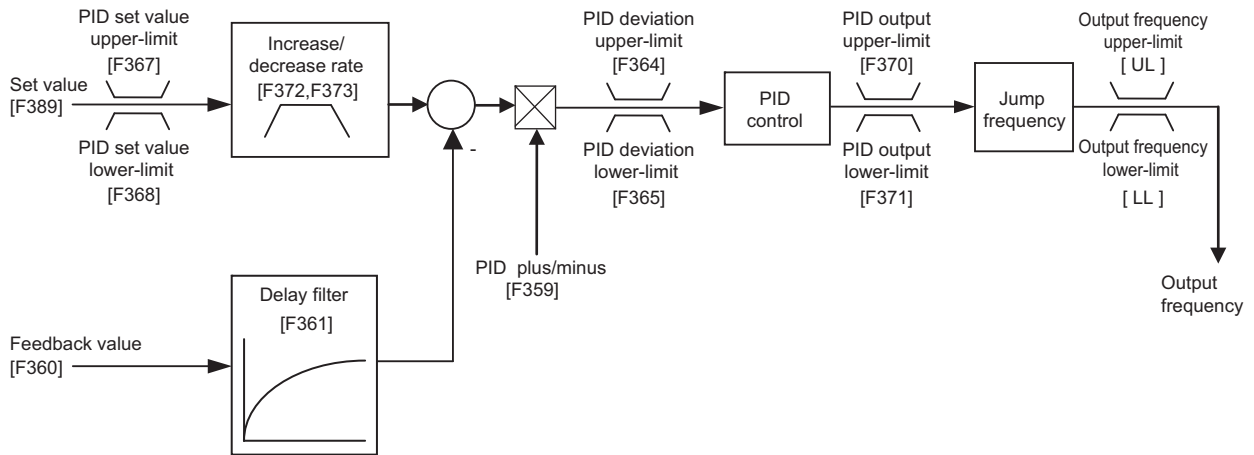 PID set value
upper-limit
[F367]
Set value
[F389]
PID set value
lower-limit
[F368]
Increase/
decrease rate
[F372,F373]
-
PID plus/minus
[F359]
PID deviation
upper-limit
[F364]
PID deviation
lower-limit
[F365]
PID
control
PID output
upper-limit
[F370]
PID output
lower-limit
[F371]
Jump
frequency
Output frequency
upper-limit
[ UL ]
Output frequency
lower-limit
[ LL ]
Output
frequency
Feedback value
[F360]
Delay filter
[F361]